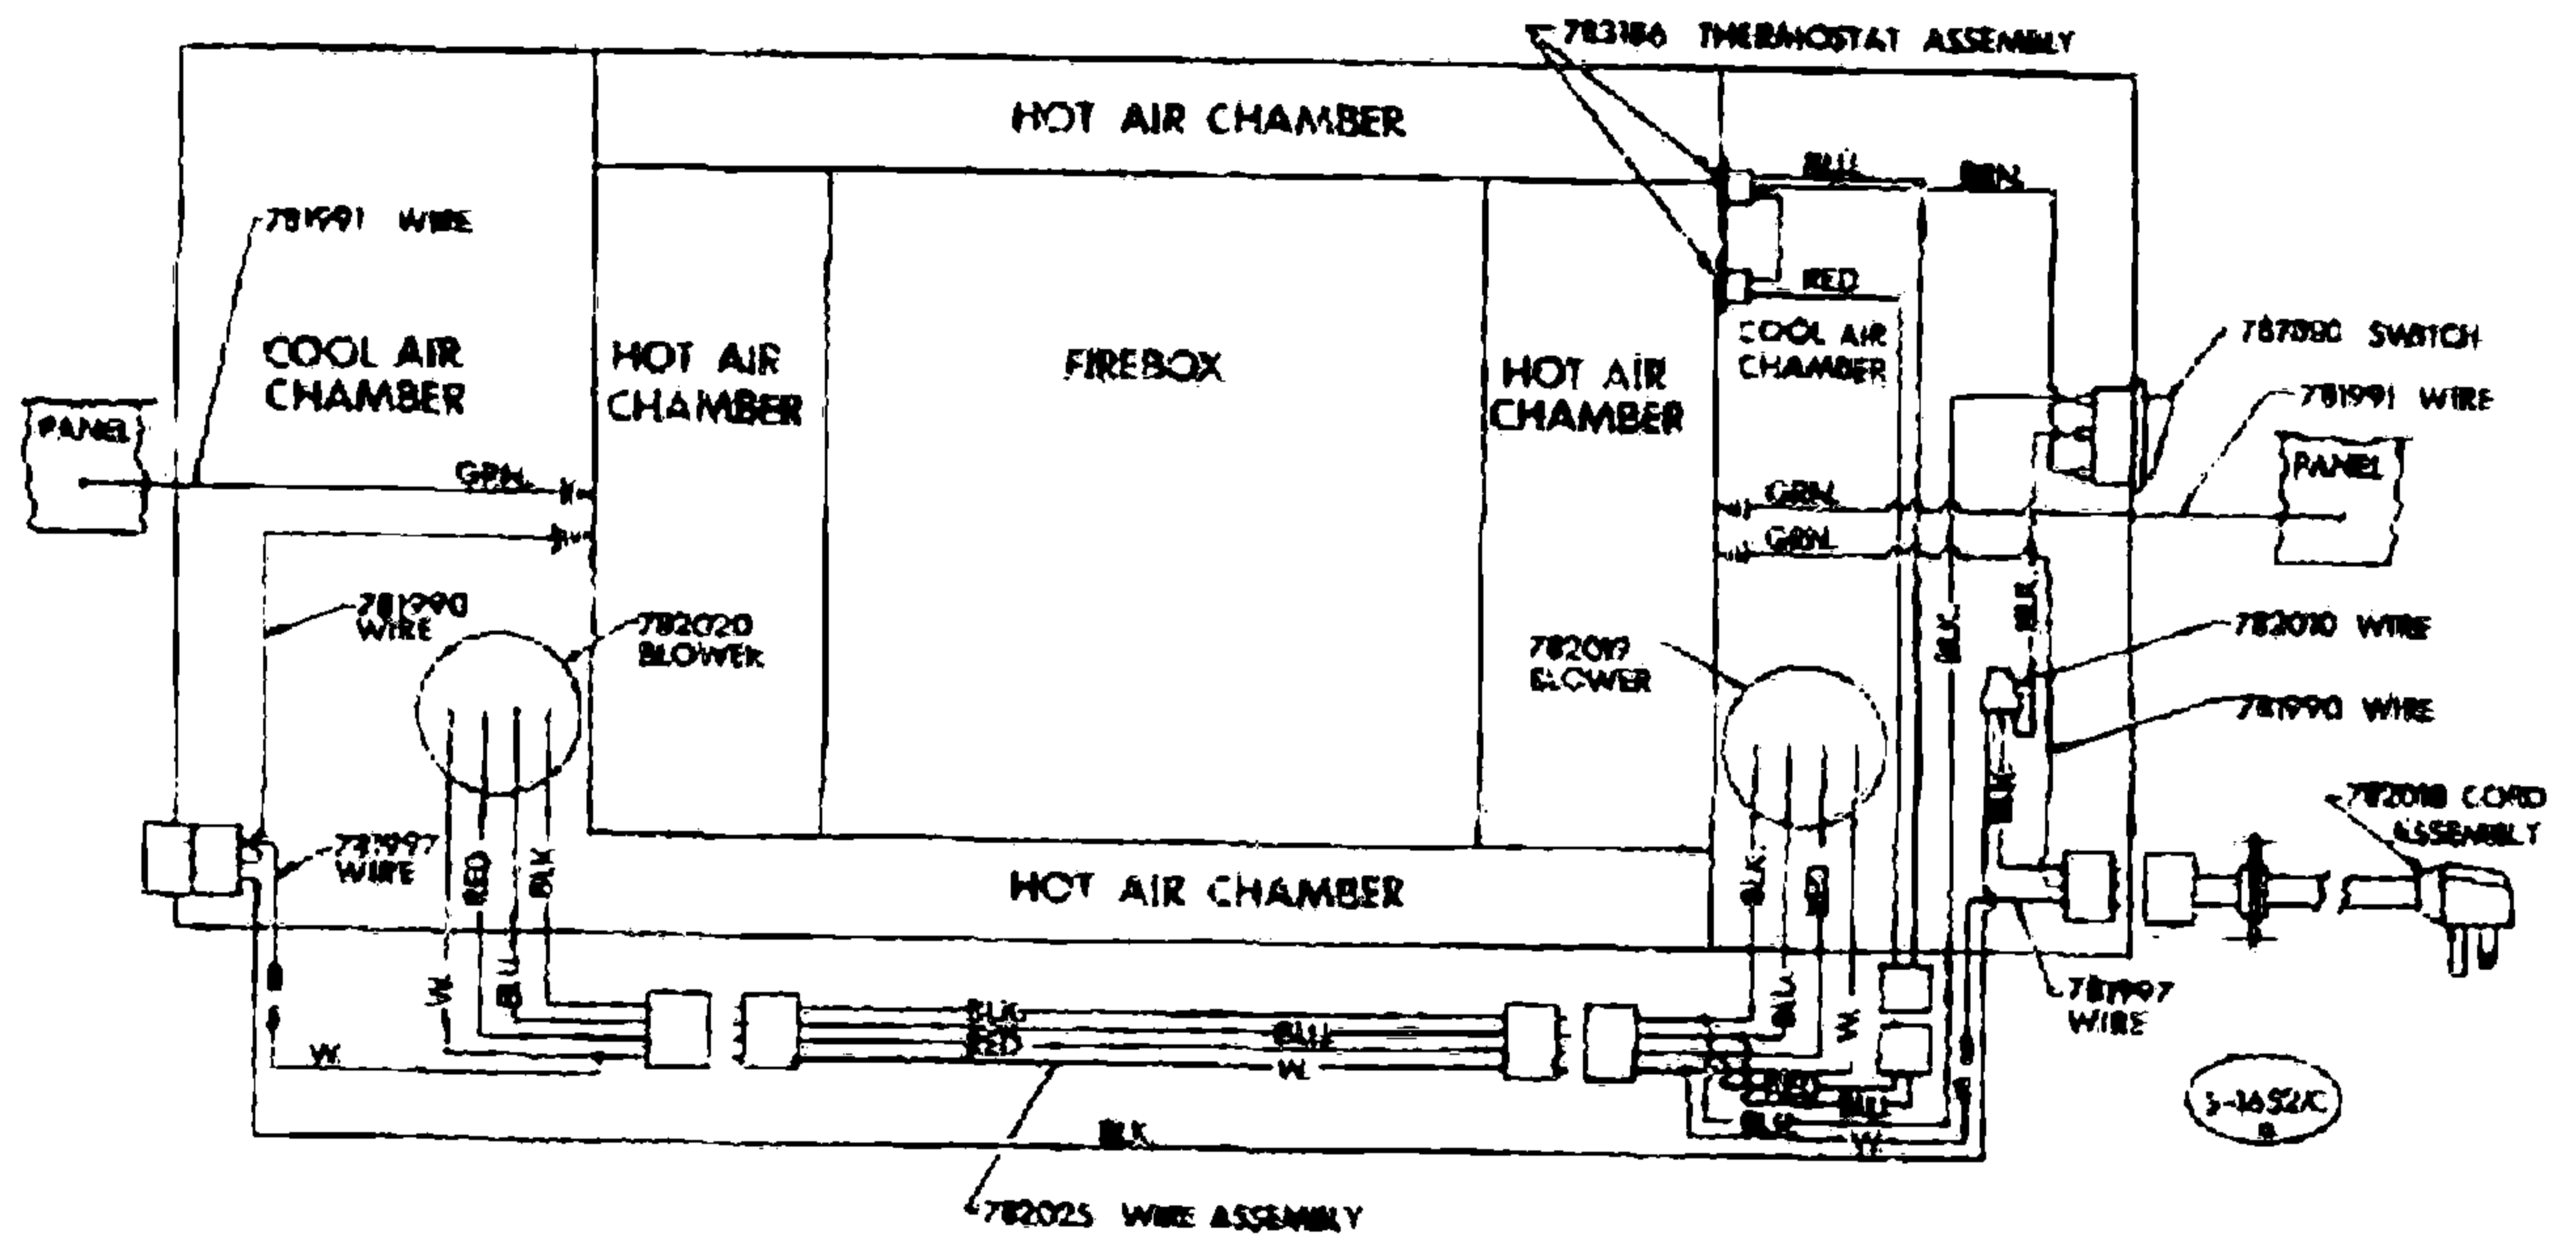 783186 THERMOSTAT ASSEMBLY
HOT AIR CHAMBER
BLU
BRN
781991 WIRE
RED
COOL AIR
CHAMBER
HOT AIR
CHAMBER
FIREBOX
HOT AIR
CHAMBER
COOL AIR
CHAMBER
SWITCH
781991 WIRE
PANEL
PANEL
GRN.
GRN.
GRN.
781990
WIRE
782020
BLOWER
782019
BLOWER
BLK.
BLK.
782010 WIRE
781990 WIRE
BLK
782018 CORD
ASSEMBLY
781997
WIRE
RED
BLK
HOT AIR CHAMBER
BLK.
RED
W.
BLU
BLU
W.
781997
WIRE
BLK
RED
BLU
W.
W.
RED
BLU
BLK
W.
BLK
782025 WIRE ASSEMBLY